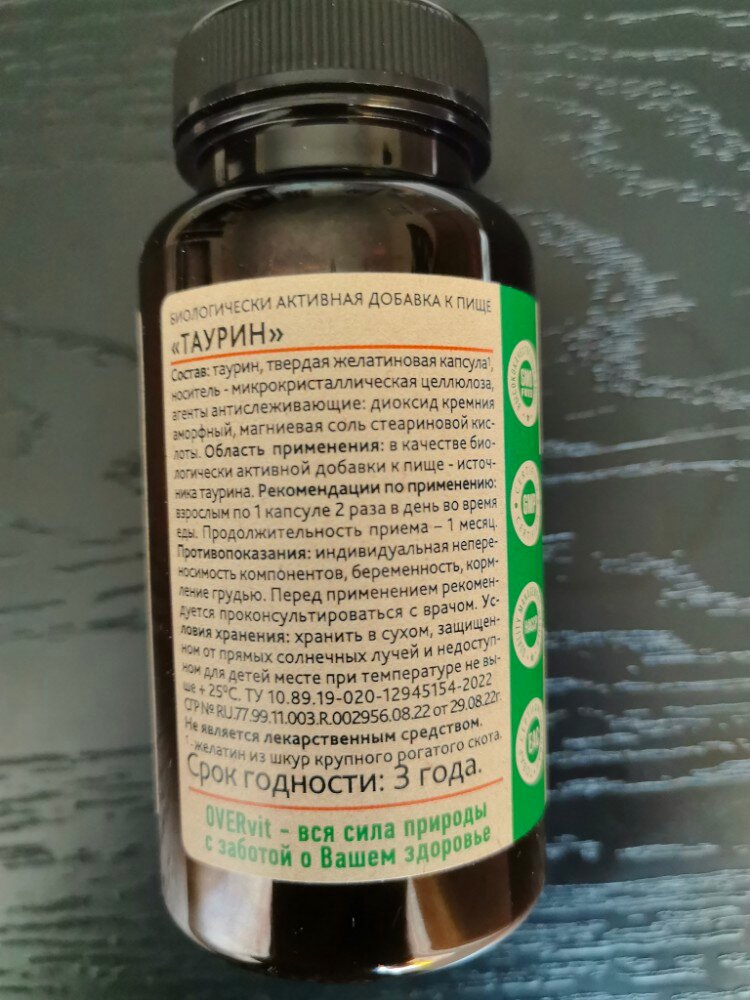 БИОЛОГИЧЕСКИ АКТИВНАЯ ДОБАВКА К ПИЩЕ
«ТАУРИН»
Состав: таурин, твердая желатиновая капсула¹,
носитель - микрокристаллическая целлюлоза,
агенты антислеживающие: диоксид кремния
аморфный, магниевая соль стеариновой кис-
лоты. Область применения: в качестве био-
логически активной добавки к пище - источ-
ника таурина. Рекомендации по применению:
взрослым по 1 капсуле 2 раза в день во время
еды. Продолжительность приема – 1 месяц.
Противопоказания: индивидуальная непере-
носимость компонентов, беременность, корм-
ление грудью. Перед применением рекомен-
дуется проконсультироваться с врачом. Ус-
ловия хранения: хранить в сухом, защищен-
ном от прямых солнечных лучей и недоступ-
ном для детей месте при температуре не вы-
ше + 25°С. ТУ 10.89.19-020-12945154-2022
СГР № RU.77.99.11.003.R.002956.08.22 от 29.08.22г.
Не является лекарственным средством.
¹-желатин из шкур крупного рогатого скота.
Срок годности: 3 года.
OVERvit - вся сила природы
с заботой о Вашем здоровье
GMP
EAC